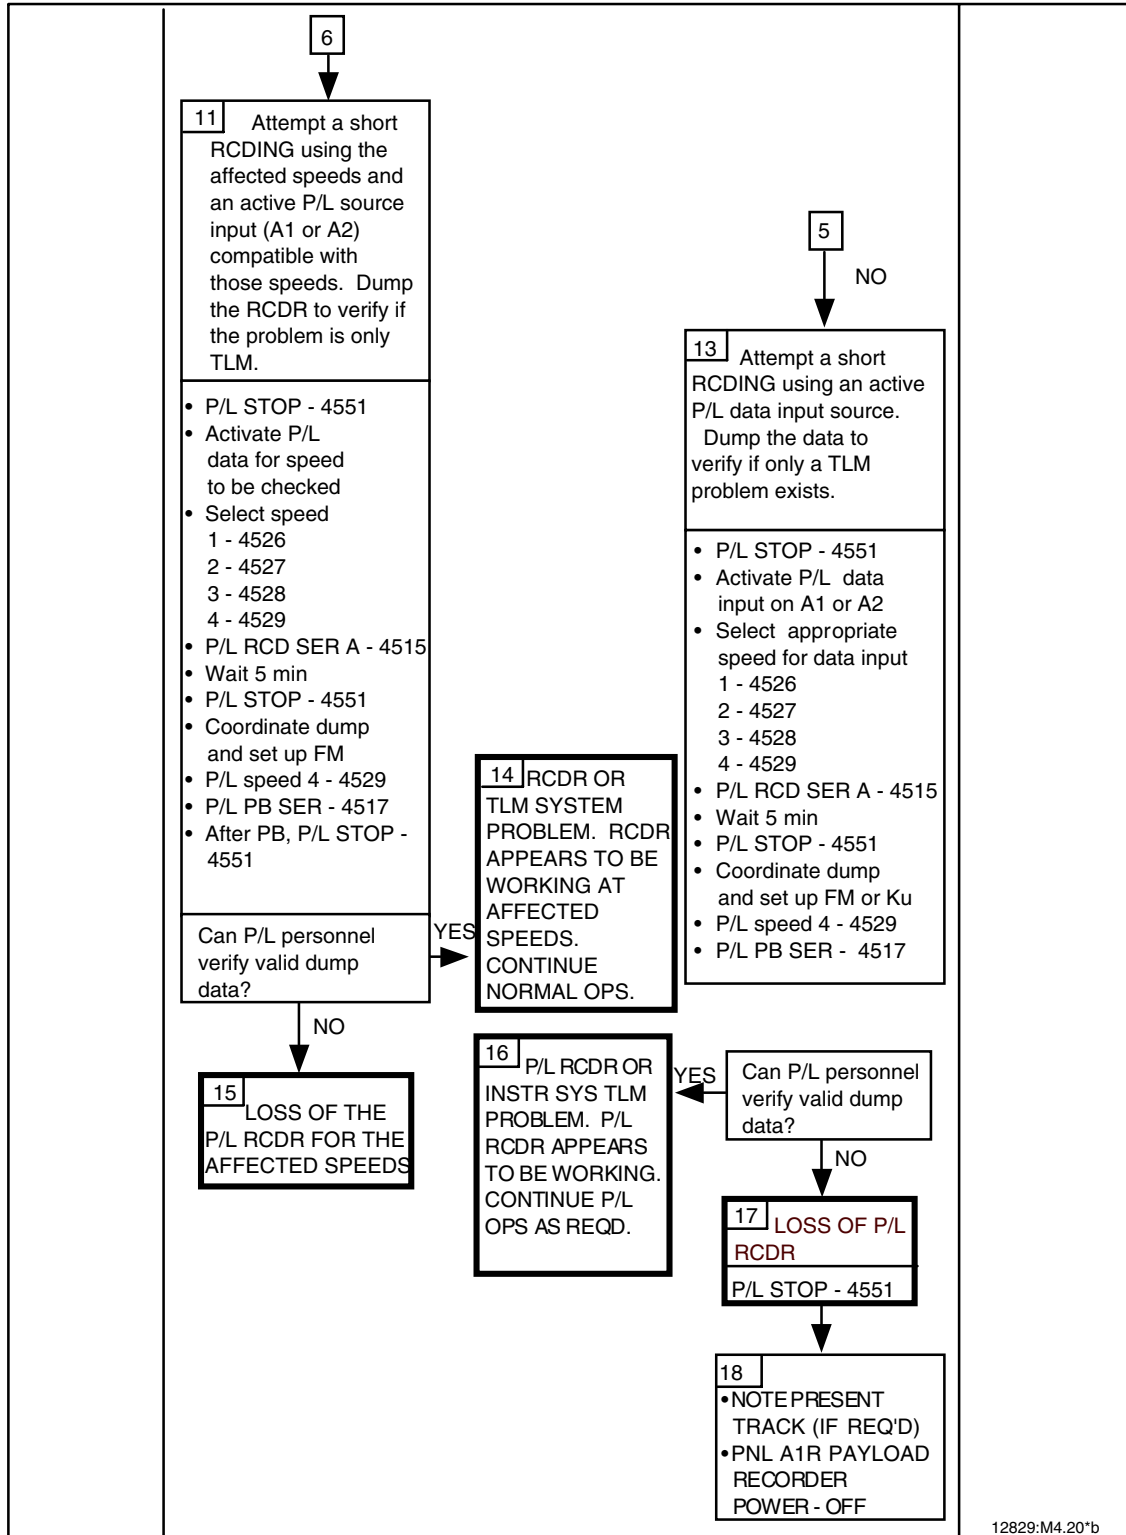 6
11 Attempt a short
RCDING using the
affected speeds and
an active P/L source
input (A1 or A2)
compatible with
those speeds. Dump
the RCDR to verify if
the problem is only
TLM.
• P/L STOP - 4551
• Activate P/L
data for speed
to be checked
• Select speed
1 - 4526
2 - 4527
3 - 4528
4 - 4529
• P/L RCD SER A - 4515
• Wait 5 min
• P/L STOP - 4551
• Coordinate dump
and set up FM
• P/L speed 4 - 4529
• P/L PB SER - 4517
• After PB, P/L STOP -
4551
Can P/L personnel
verify valid dump
data?
YES
NO
14 RCDR OR
TLM SYSTEM
PROBLEM. RCDR
APPEARS TO BE
WORKING AT
AFFECTED
SPEEDS.
CONTINUE
NORMAL OPS.
15
LOSS OF THE
P/L RCDR FOR THE
AFFECTED SPEEDS
5
NO
13 Attempt a short
RCDING using an active
P/L data input source.
Dump the data to
verify if only a TLM
problem exists.
• P/L STOP - 4551
• Activate P/L data
input on A1 or A2
• Select appropriate
speed for data input
1 - 4526
2 - 4527
3 - 4528
4 - 4529
• P/L RCD SER A - 4515
• Wait 5 min
• P/L STOP - 4551
• Coordinate dump
and set up FM or Ku
• P/L speed 4 - 4529
• P/L PB SER - 4517
Can P/L personnel
verify valid dump
data?
YES
NO
16 P/L RCDR OR
INSTR SYS TLM
PROBLEM. P/L
RCDR APPEARS
TO BE WORKING.
CONTINUE P/L
OPS AS REQD.
17 LOSS OF P/L
RCDR
P/L STOP - 4551
18
• NOTE PRESENT
TRACK (IF REQ'D)
• PNL A1R PAYLOAD
RECORDER
POWER - OFF
12829:M4.20*b